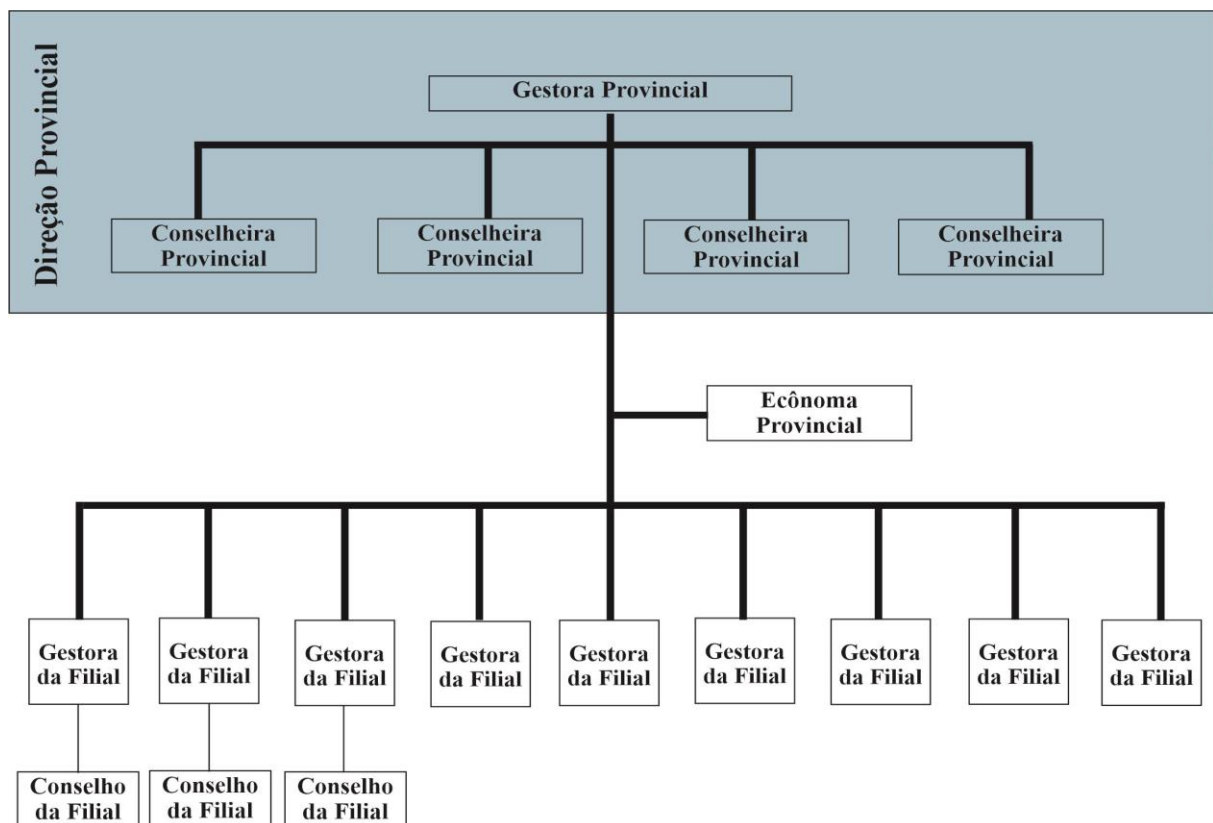 Direção Provincial
Gestora Provincial
Conselheira
Provincial
Conselheira
Provincial
Conselheira
Provincial
Conselheira
Provincial
Ecônoma
Provincial
Gestora
da Filial
Gestora
da Filial
Gestora
da Filial
Gestora
da Filial
Gestora
da Filial
Gestora
da Filial
Gestora
da Filial
Gestora
da Filial
Gestora
da Filial
Conselho
da Filial
Conselho
da Filial
Conselho
da Filial